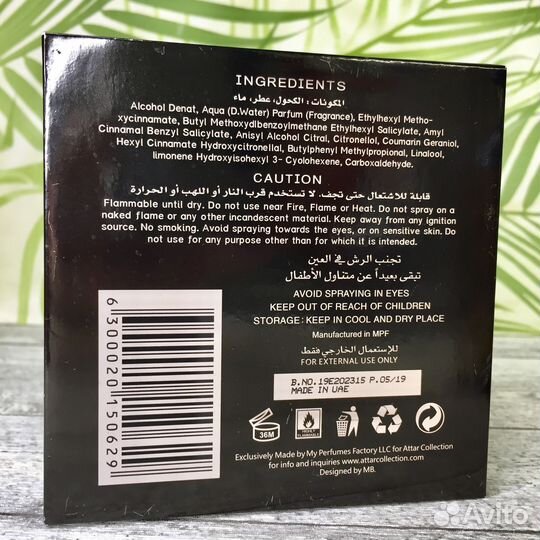 INGREDIENTS
المكونات: الكحول، عطر، ماء
Alcohol Denat, Aqua (D.Water) Parfum (Fragrance), Ethylhexyl Metho-
xycinnamate, Butyl Methoxydlbenzoylmethane Ethylhexyl Salicylate, Amyl
Cinnamal Benzyl Salicylate, Anisyl Alcohol Citral, Citronellol, Coumarin Geraniol,
Hexyl Cinnamate Hydroxycitronellal, Butylphenyl Methylpropional, Linalool,
limonene Hydroxyisohexyl 3- Cyolohexene, Carboxaldehyde.
CAUTION
قابلة للاشتعال حتى تجف. لا تستخدم قرب النار أو اللهب أو الحرارة
Flammable until dry. Do not use near Fire, Flame or Heat. Do not spray on a
naked flame or any other incandescent material. Keep away from any ignition
source. No smoking. Avoid spraying towards the eyes, or on sensitive skin. Do
not use for any purpose other than for which it is intended.
تجنب الرش في العين
تبقى بعيداً عن متناول الأطفال
AVOID SPRAYING IN EYES
KEEP OUT OF REACH OF CHILDREN
STORAGE: KEEP IN COOL AND DRY PLACE
Manufactured in MPF
للإستعمال الخارجي فقط
FOR EXTERNAL USE ONLY
B.NO.19E202315 P.05/19
MADE IN UAE
6300020150629
36M
HIGHLY
FLAMMABLE
Exclusively Made by My Perfumes Factory LLC for Attar Collection
for info and inquiries www.attarcollection.com
Designed by MB.
Avito